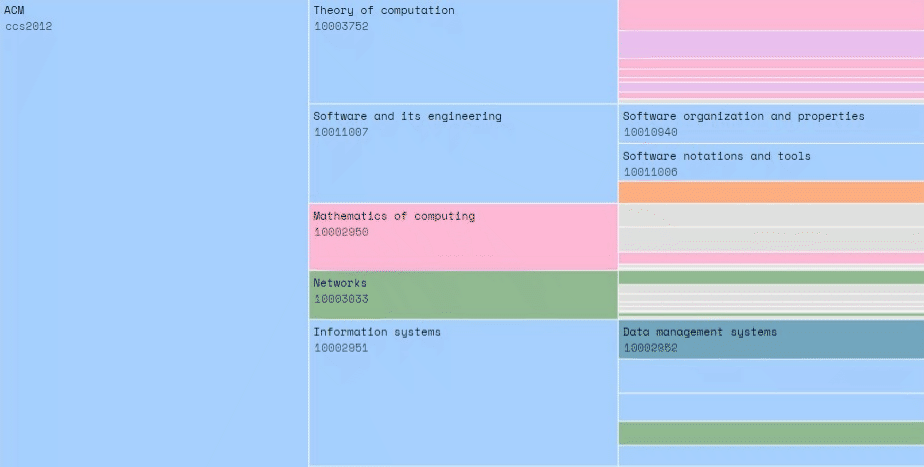 ACM
ccs2012
Theory of computation
10003752
Software and its engineering
10011007
Software organization and properties
10010940
Software notations and tools
10011006
Mathematics of computing
10002950
Networks
10003033
Information systems
10002951
Data management systems
10002952